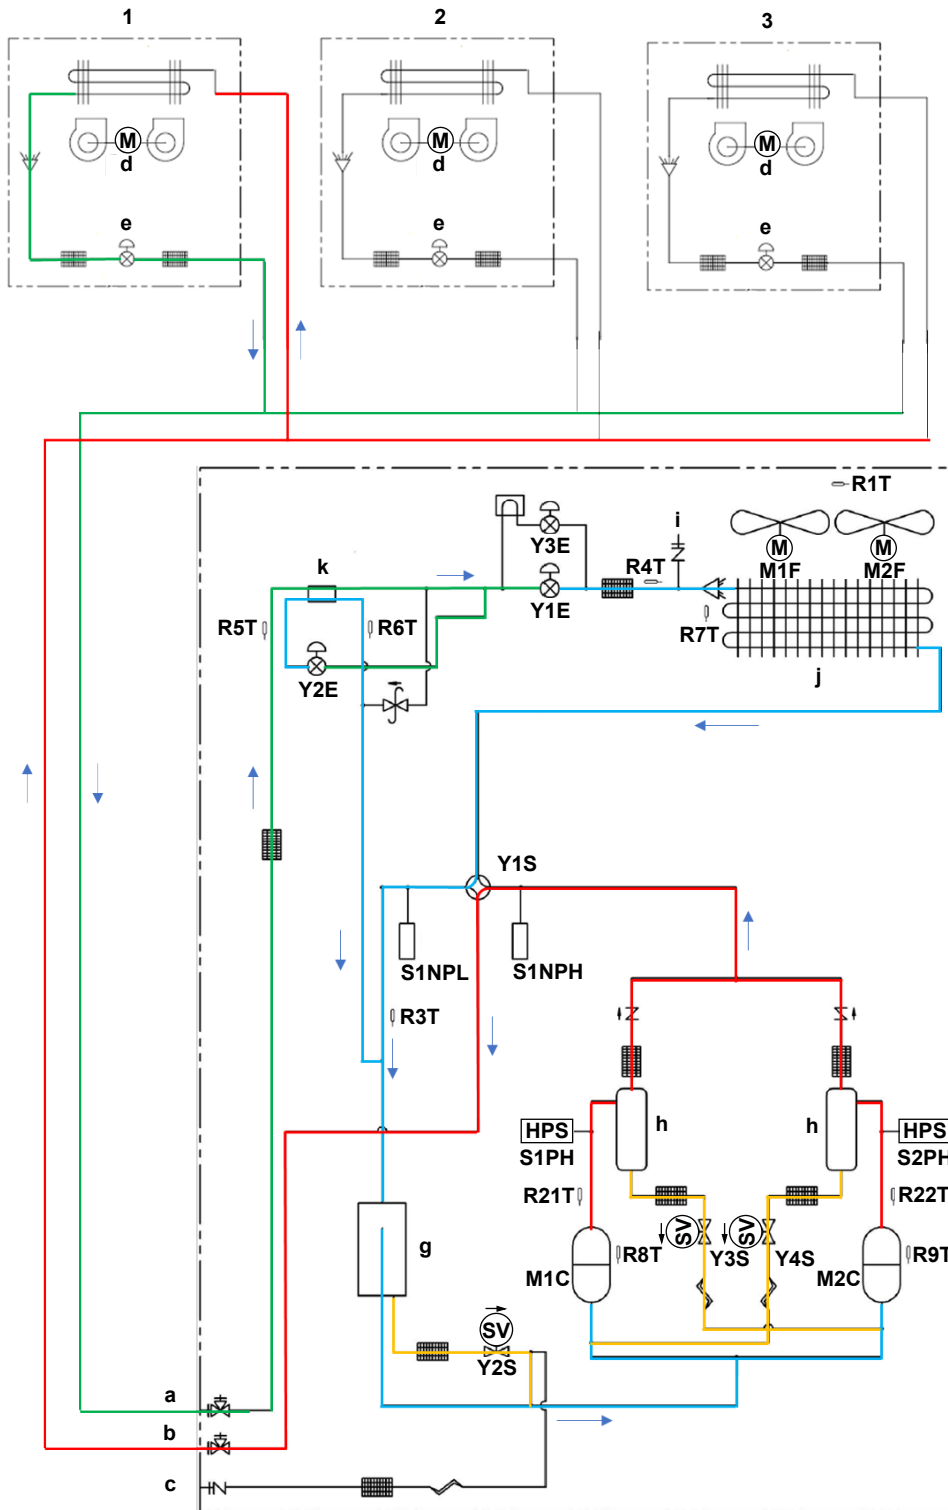 1
2
3
M
d
M
d
M
d
e
e
e
R1T
i
Y3E
M
M
k
R4T
M1F
M2F
Y1E
R5T
R6T
R7T
j
Y2E
Y1S
S1NPL
S1NPH
R3T
h
h
HPS
HPS
S1PH
S2PH
R21T
R22T
g
SV
SV
R8T
Y3S
Y4S
R9T
M1C
M2C
SV
Y2S
a
b
c